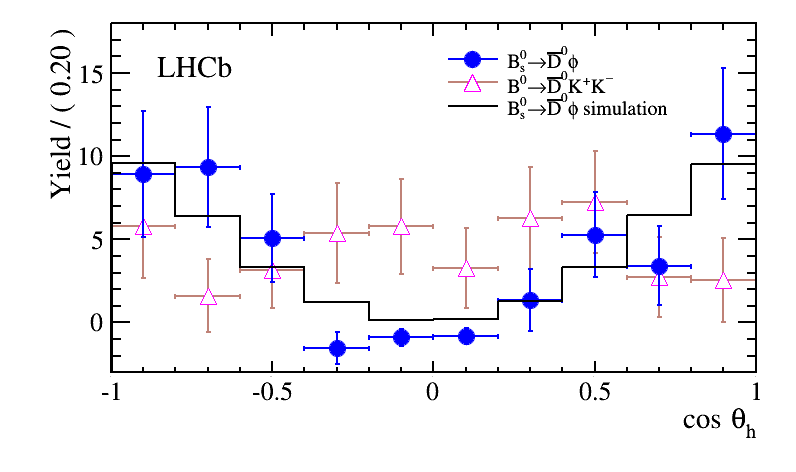 LHCb
B⁰ₛ→D̅⁰ϕ
B⁰→D̅⁰K⁺K⁻
B⁰ₛ→D̅⁰ϕ simulation
Yield / ( 0.20 )
15
10
5
0
-1 -0.5 0 0.5 1
cos θₕ